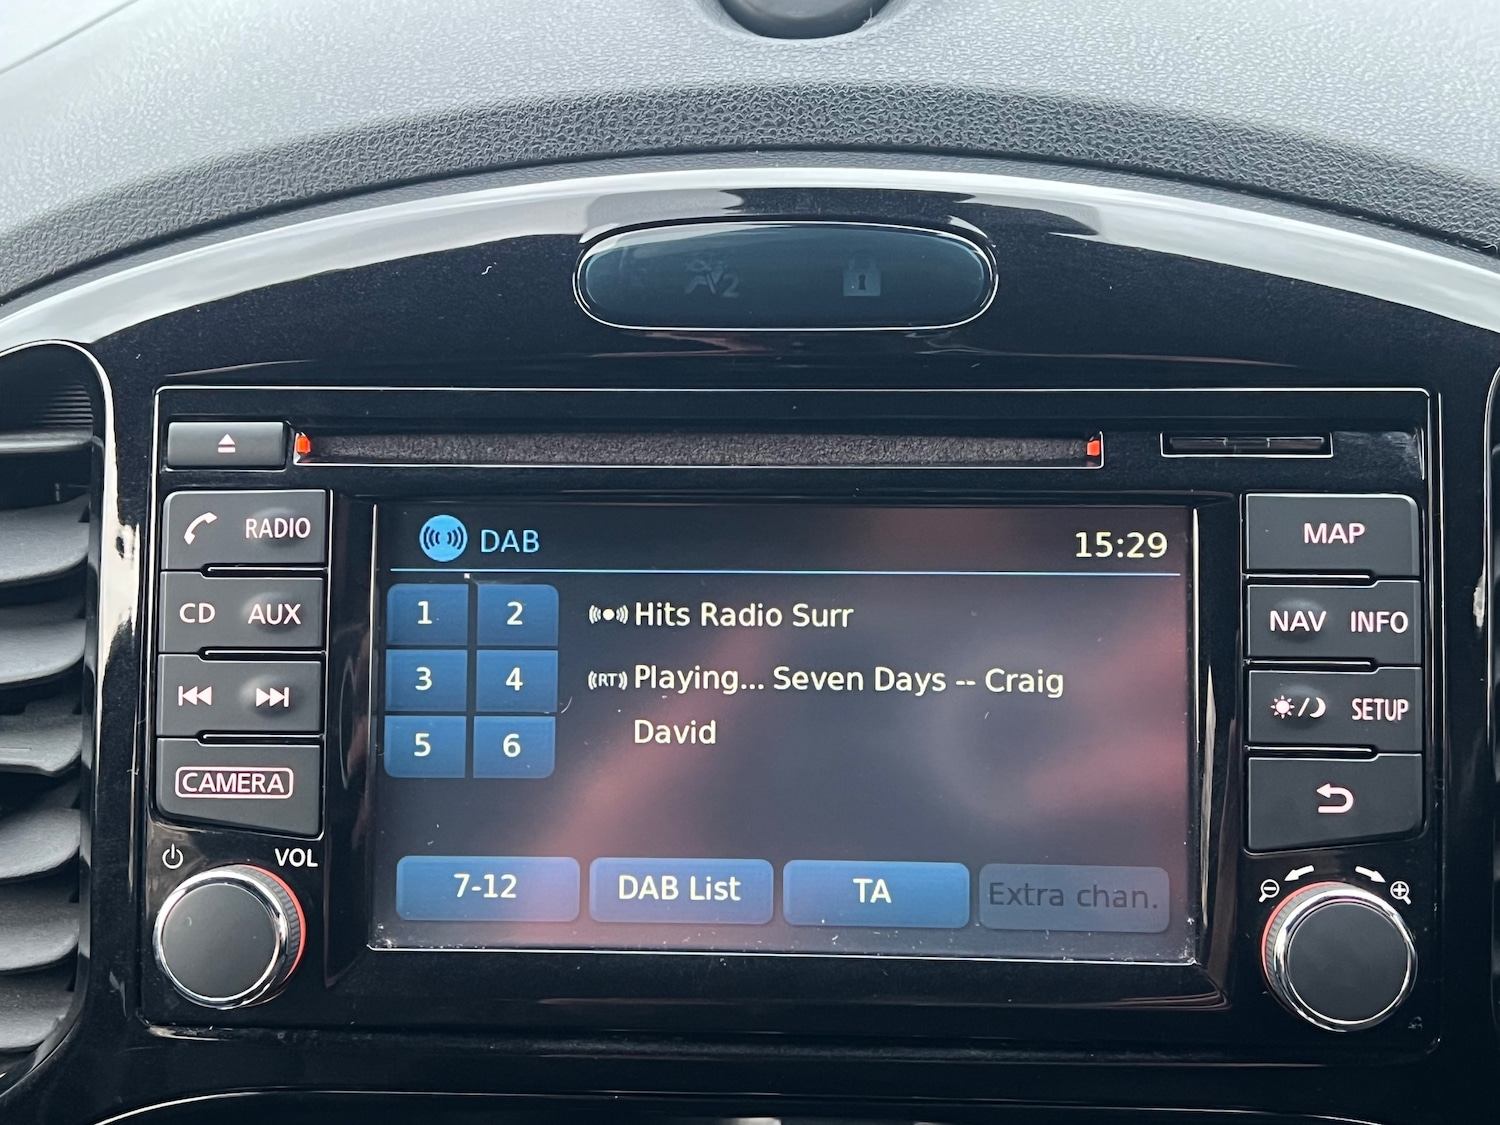 RADIO
CD AUX
CAMERA
VOL
DAB 15:29
1 2
3 4
5 6
Hits Radio Surr
RT Playing... Seven Days -- Craig
David
7-12 DAB List TA Extra chan.
MAP
NAV INFO
SETUP